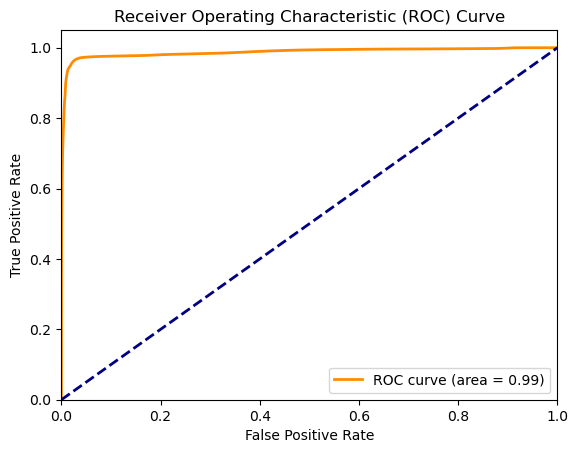 Receiver Operating Characteristic (ROC) Curve
True Positive Rate
1.0
0.8
0.6
0.4
0.2
0.0
ROC curve (area = 0.99)
0.0 0.2 0.4 0.6 0.8 1.0
False Positive Rate